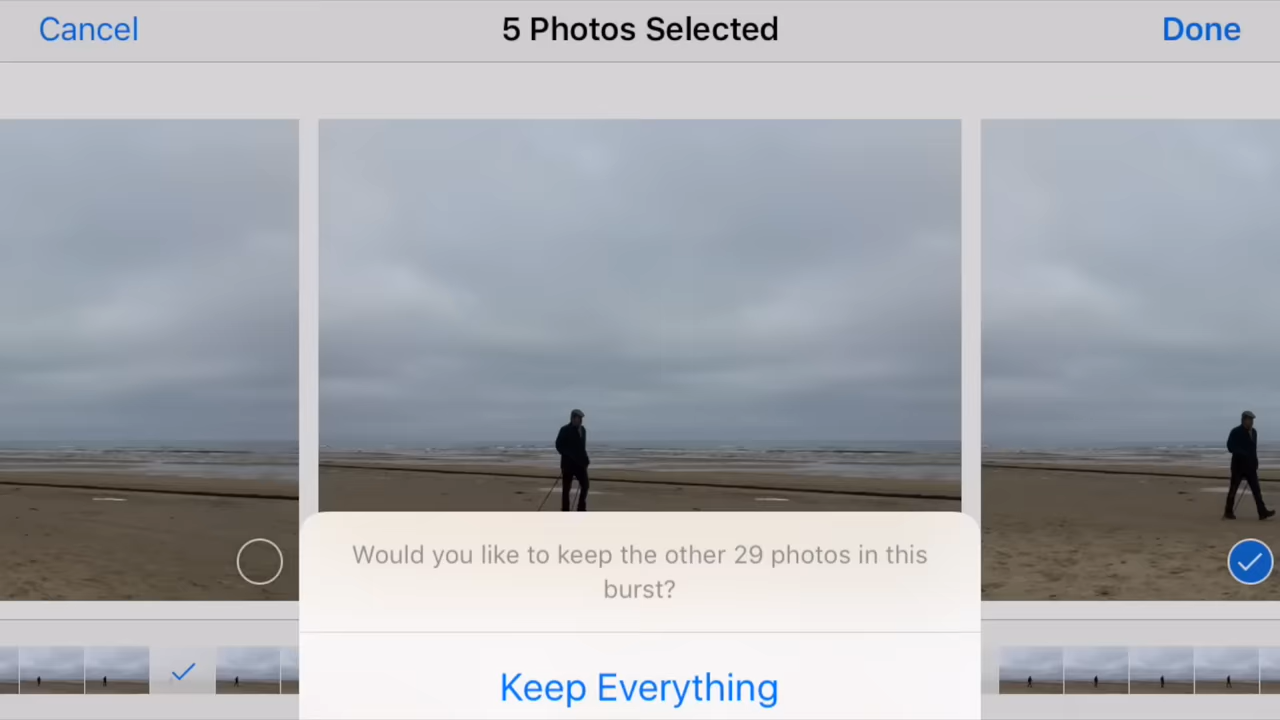 Cancel
5 Photos Selected
Done
Would you like to keep the other 29 photos in this
burst?
Keep Everything